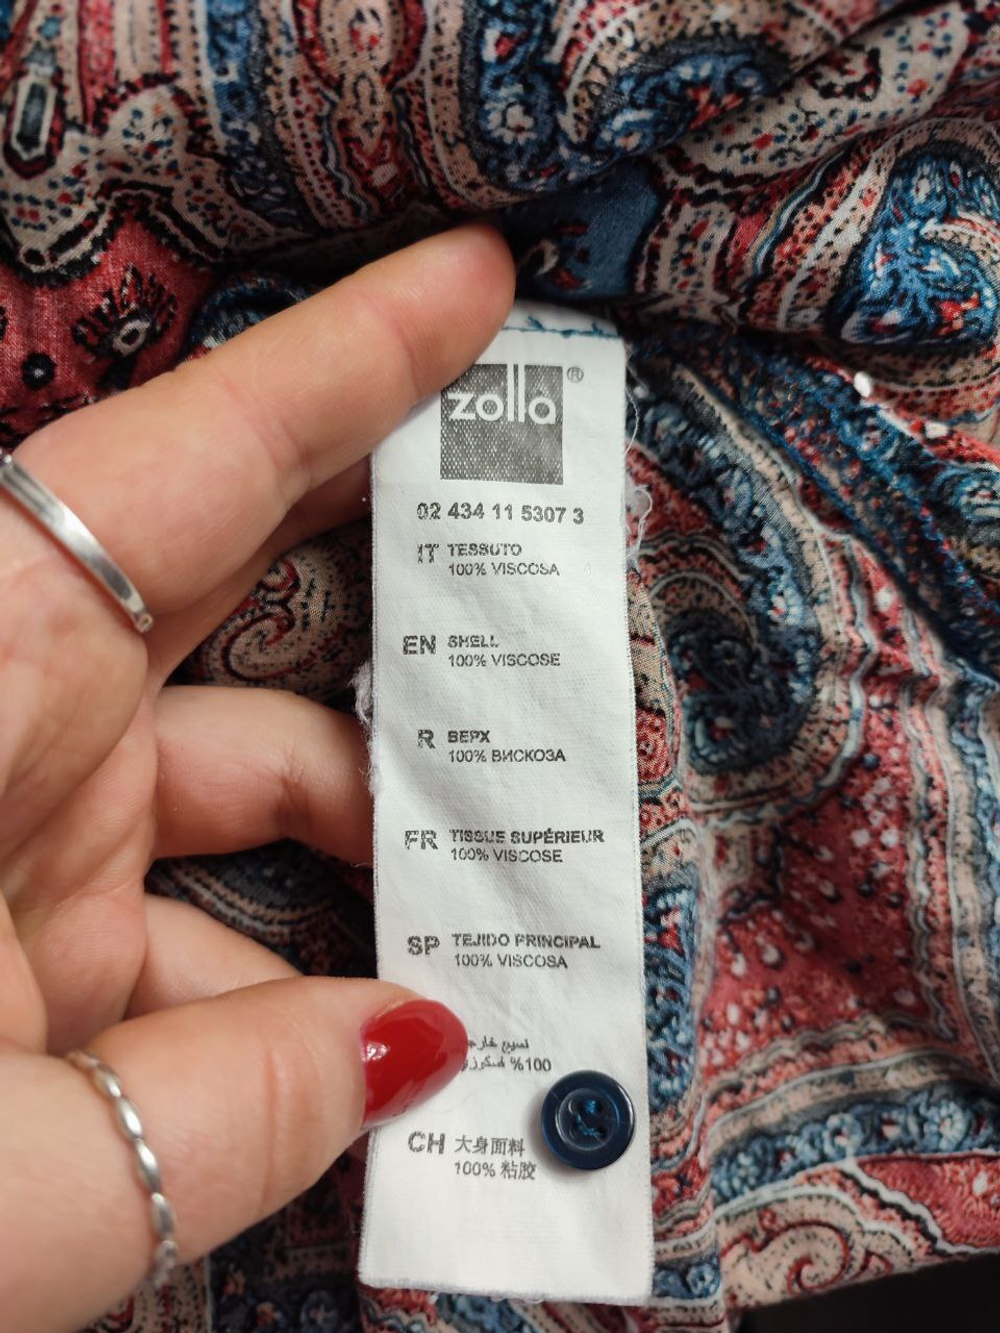 zolla®
02 434 11 5307 3
IT TESSUTO
100% VISCOSA
EN SHELL
100% VISCOSE
R ВЕРХ
100% ВИСКОЗА
FR TISSUE SUPÉRIEUR
100% VISCOSE
SP TEJIDO PRINCIPAL
100% VISCOSA
%100
CH 大身面料
100% 粘胶